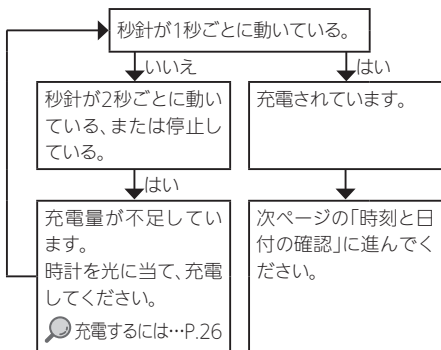 秒針が1秒ごとに動いている。
いいえ
はい
秒針が2秒ごとに動い
ている、または停止し
ている。
充電されています。
はい
充電量が不足してい
ます。
時計を光に当て、充電
してください。
充電するには…P.26
次ページの「時刻と日
付の確認」に進んでく
ださい。